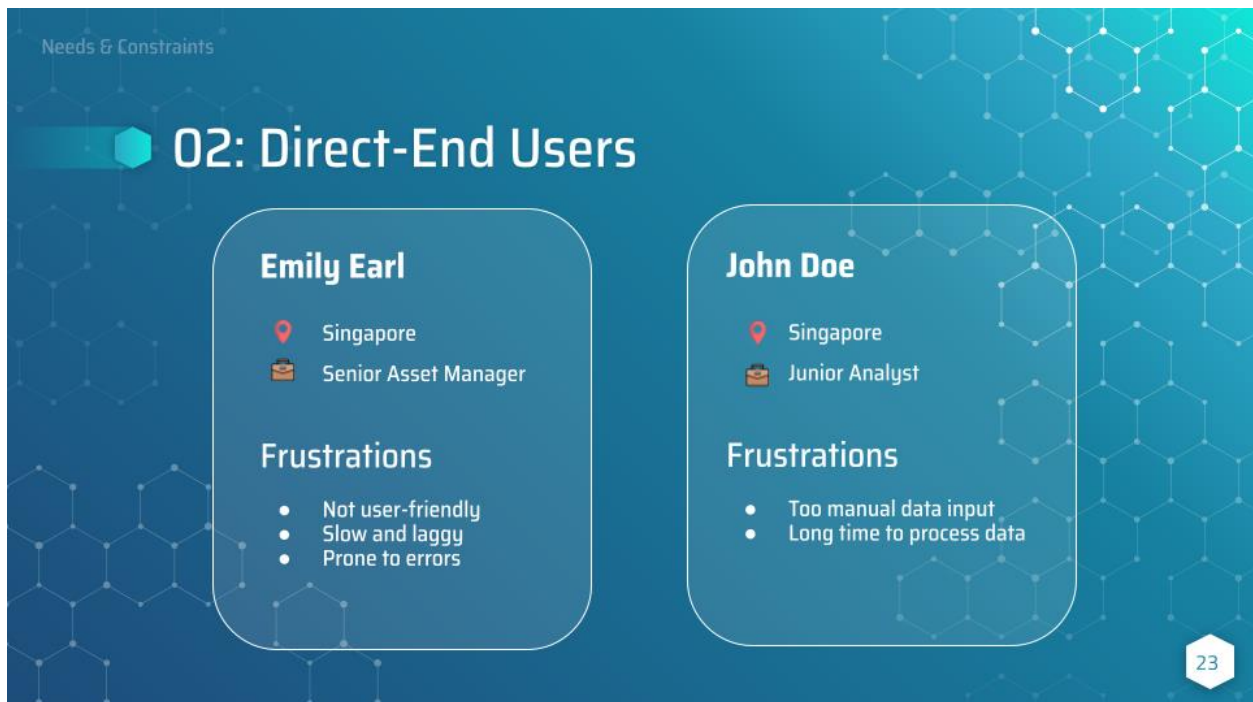 Needs & Constraints
02: Direct-End Users
Emily Earl
Singapore
Senior Asset Manager
Frustrations
● Not user-friendly
● Slow and laggy
● Prone to errors
John Doe
Singapore
Junior Analyst
Frustrations
● Too manual data input
● Long time to process data
23